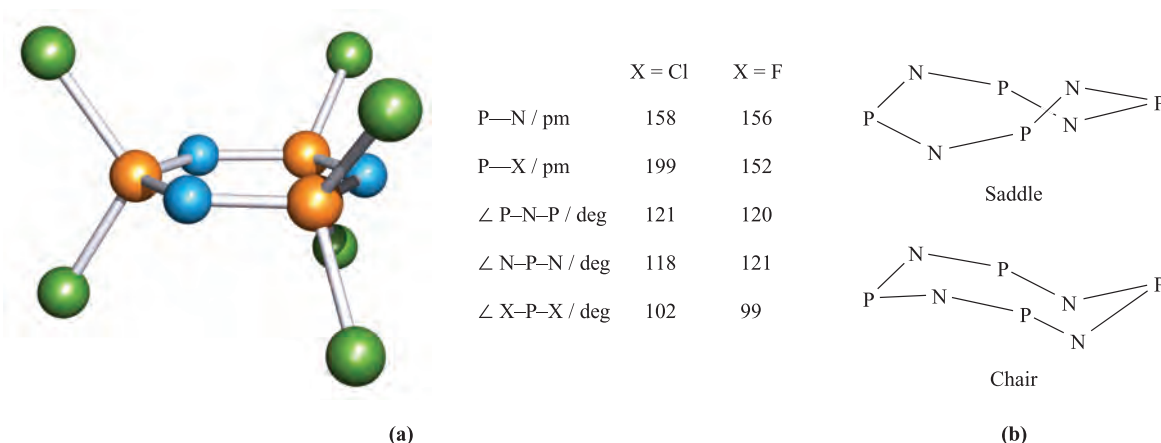 X = Cl X = F
P—N / pm 158 156
P—X / pm 199 152
∠ P–N–P / deg 121 120
∠ N–P–N / deg 118 121
∠ X–P–X / deg 102 99
(a)
N P N P
P P N
N
Saddle
N P P
P N P N
N
Chair
(b)